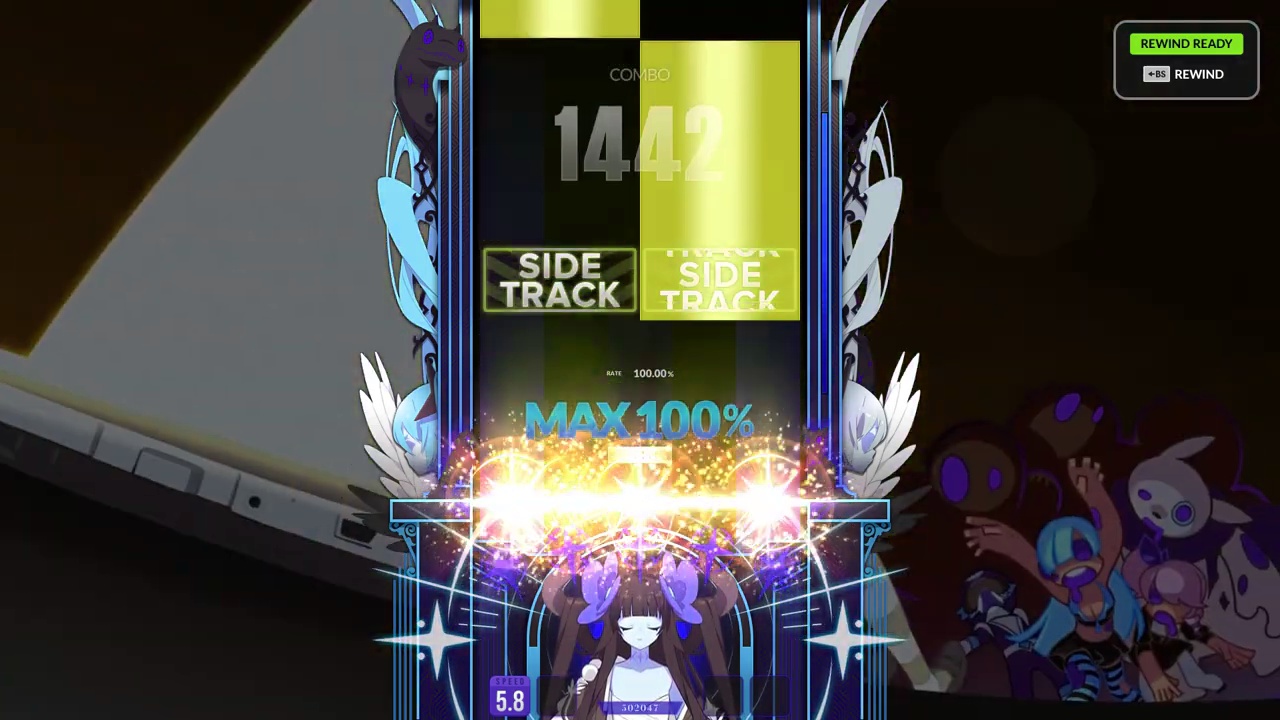 COMBO
1442
SIDE
TRACK
TRACK
SIDE
TRACK
RATE 100.00%
MAX 100%
SPEED
5.8
502047
REWIND READY
←BS REWIND